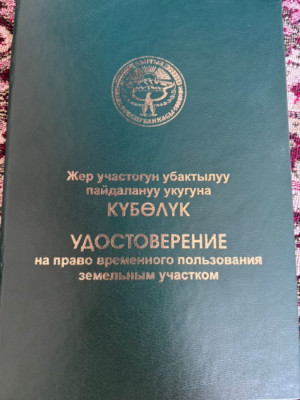 Жер участогун убактылуу
пайдалануу укугуна
КҮБӨЛҮК
УДОСТОВЕРЕНИЕ
на право временного пользования
земельным участком